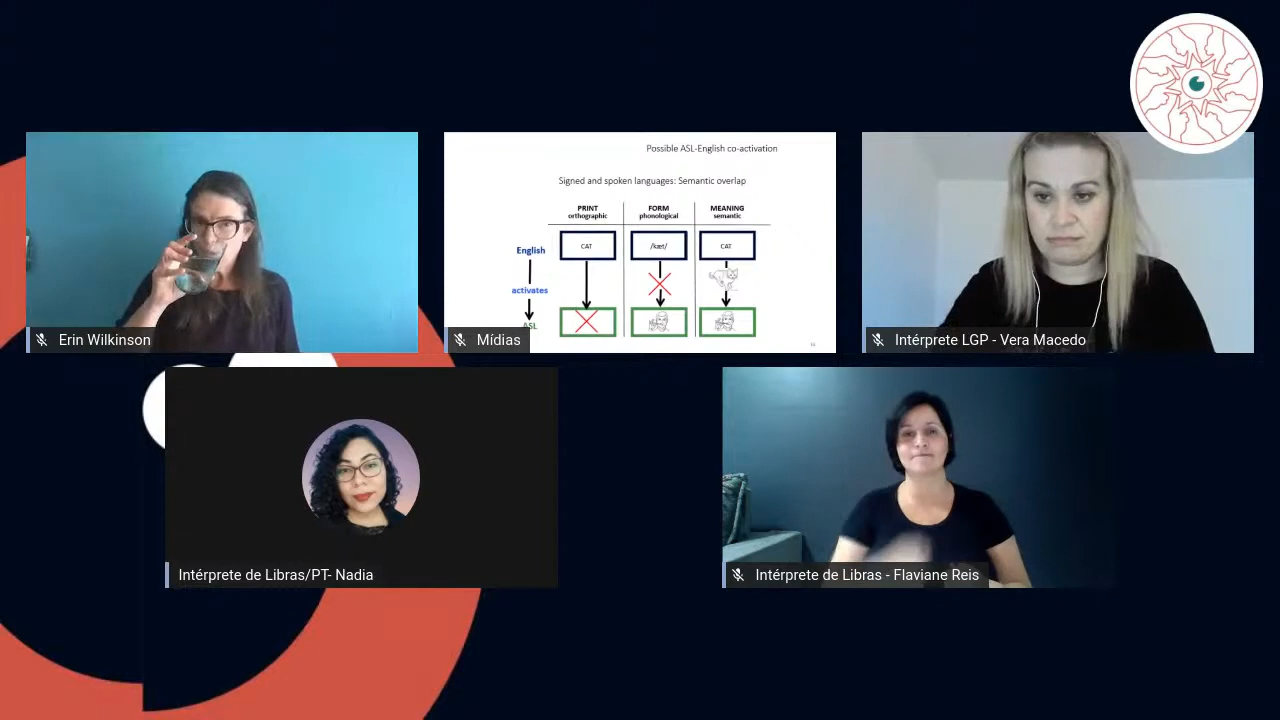 Possible ASL-English co-activation
Signed and spoken languages: Semantic overlap
PRINT
orthographic
FORM
phonological
MEANING
semantic
English
CAT
/kæt/
CAT
activates
ASL
Erin Wilkinson
Mídias
Intérprete LGP - Vera Macedo
Intérprete de Libras/PT- Nadia
Intérprete de Libras - Flaviane Reis